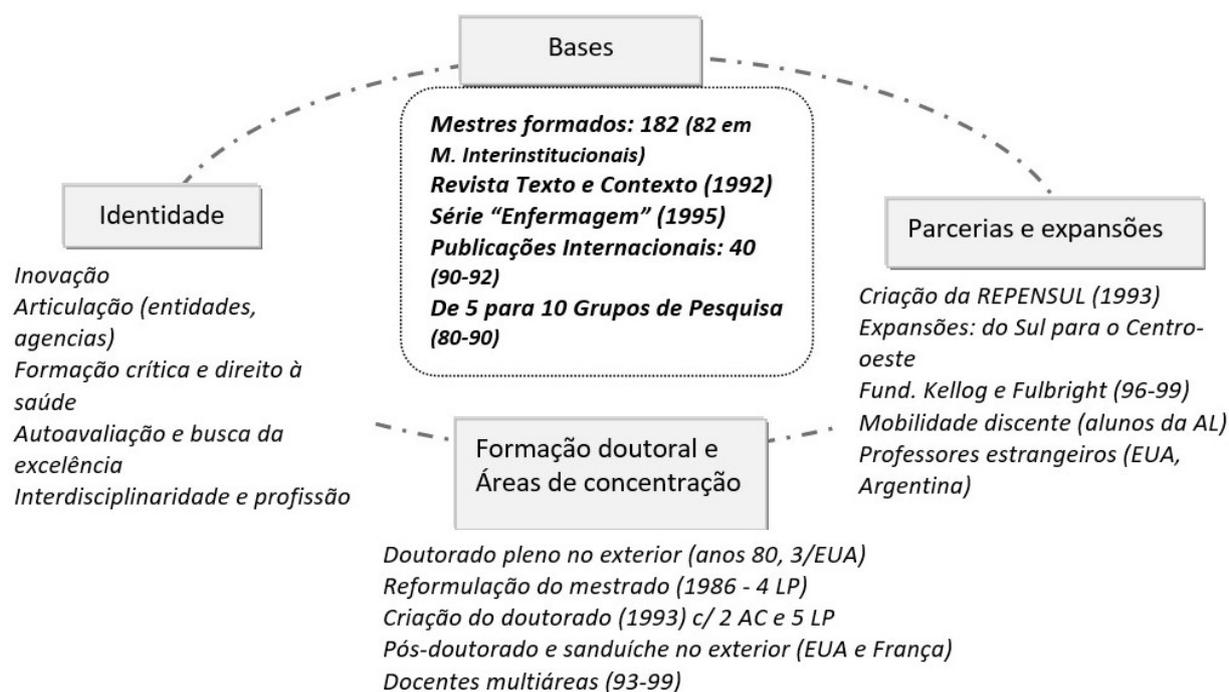 Bases
Mestres formados: 182 (82 em
M. Interinstitucionais)
Revista Texto e Contexto (1992)
Série “Enfermagem” (1995)
Publicações Internacionais: 40
(90-92)
De 5 para 10 Grupos de Pesquisa
(80-90)
Identidade
Inovação
Articulação (entidades,
agencias)
Formação crítica e direito à
saúde
Autoavaliação e busca da
excelência
Interdisciplinaridade e profissão
Parcerias e expansões
Criação da REPENSUL (1993)
Expansões: do Sul para o Centro-
oeste
Fund. Kellog e Fulbright (96-99)
Mobilidade discente (alunos da AL)
Professores estrangeiros (EUA,
Argentina)
Formação doutoral e
Áreas de concentração
Doutorado pleno no exterior (anos 80, 3/EUA)
Reformulação do mestrado (1986 - 4 LP)
Criação do doutorado (1993) c/ 2 AC e 5 LP
Pós-doutorado e sanduíche no exterior (EUA e França)
Docentes multiáreas (93-99)